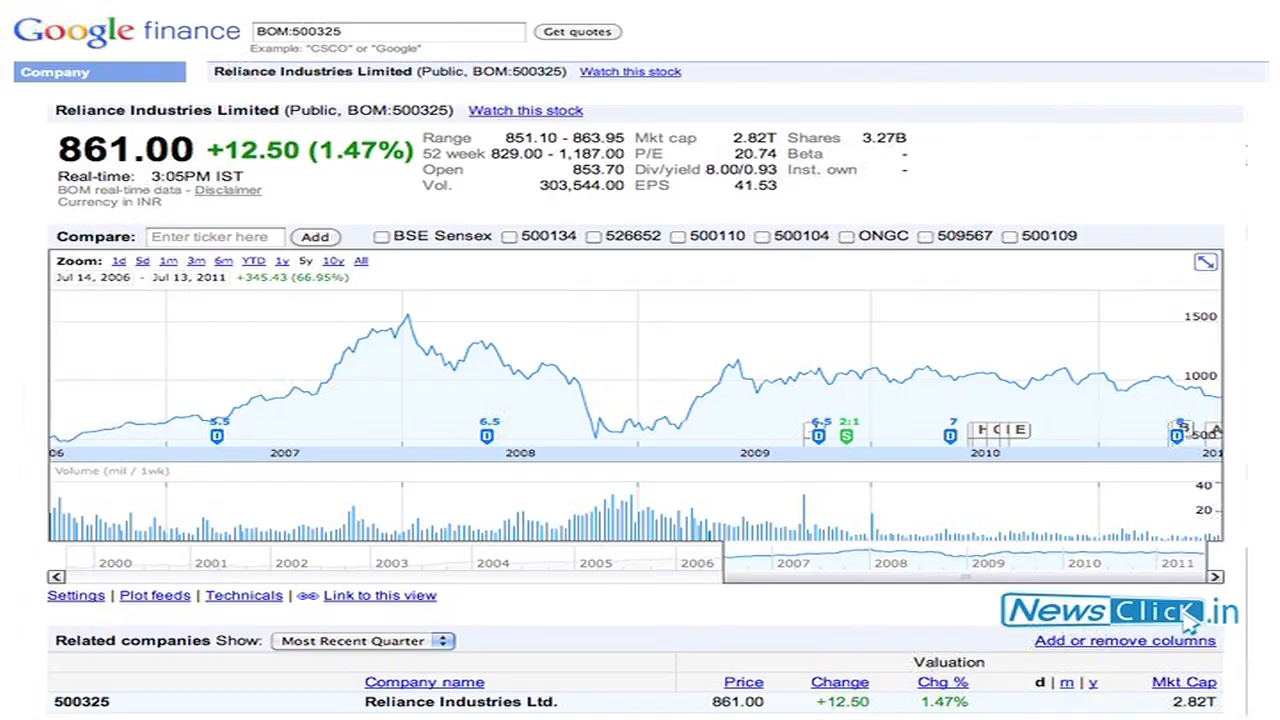 Google finance BOM:500325 Get quotes
Example: "CSCO" or "Google"
Company Reliance Industries Limited (Public, BOM:500325) Watch this stock
Reliance Industries Limited (Public, BOM:500325) Watch this stock
861.00 +12.50 (1.47%)
Real-time: 3:05PM IST
BOM real-time data - Disclaimer
Currency in INR
Range 851.10 - 863.95 Mkt cap 2.82T Shares 3.27B
52 week 829.00 - 1,187.00 P/E 20.74 Beta -
Open 853.70 Div/yield 8.00/0.93 Inst. own -
Vol. 303,544.00 EPS 41.53
Compare: Enter ticker here Add BSE Sensex 500134 526652 500110 500104 ONGC 509567 500109
Zoom: 1d 5d 1m 3m 6m YTD 1y 5y 10y All
Jul 14, 2006 - Jul 13, 2011 +345.43 (66.95%)
1500
1000
5.5 6.5 6.5 2:1 7 8
D D D S D H E D 500
06 2007 2008 2009 2010 201
Volume (mil / 1wk)
40
20
2000 2001 2002 2003 2004 2005 2006 2007 2008 2009 2010 2011
Settings | Plot feeds | Technicals | Link to this view
NewsClick.in
Related companies Show: Most Recent Quarter Add or remove columns
Valuation
Company name Price Change Chg % d | m | y Mkt Cap
500325 Reliance Industries Ltd. 861.00 +12.50 1.47% 2.82T